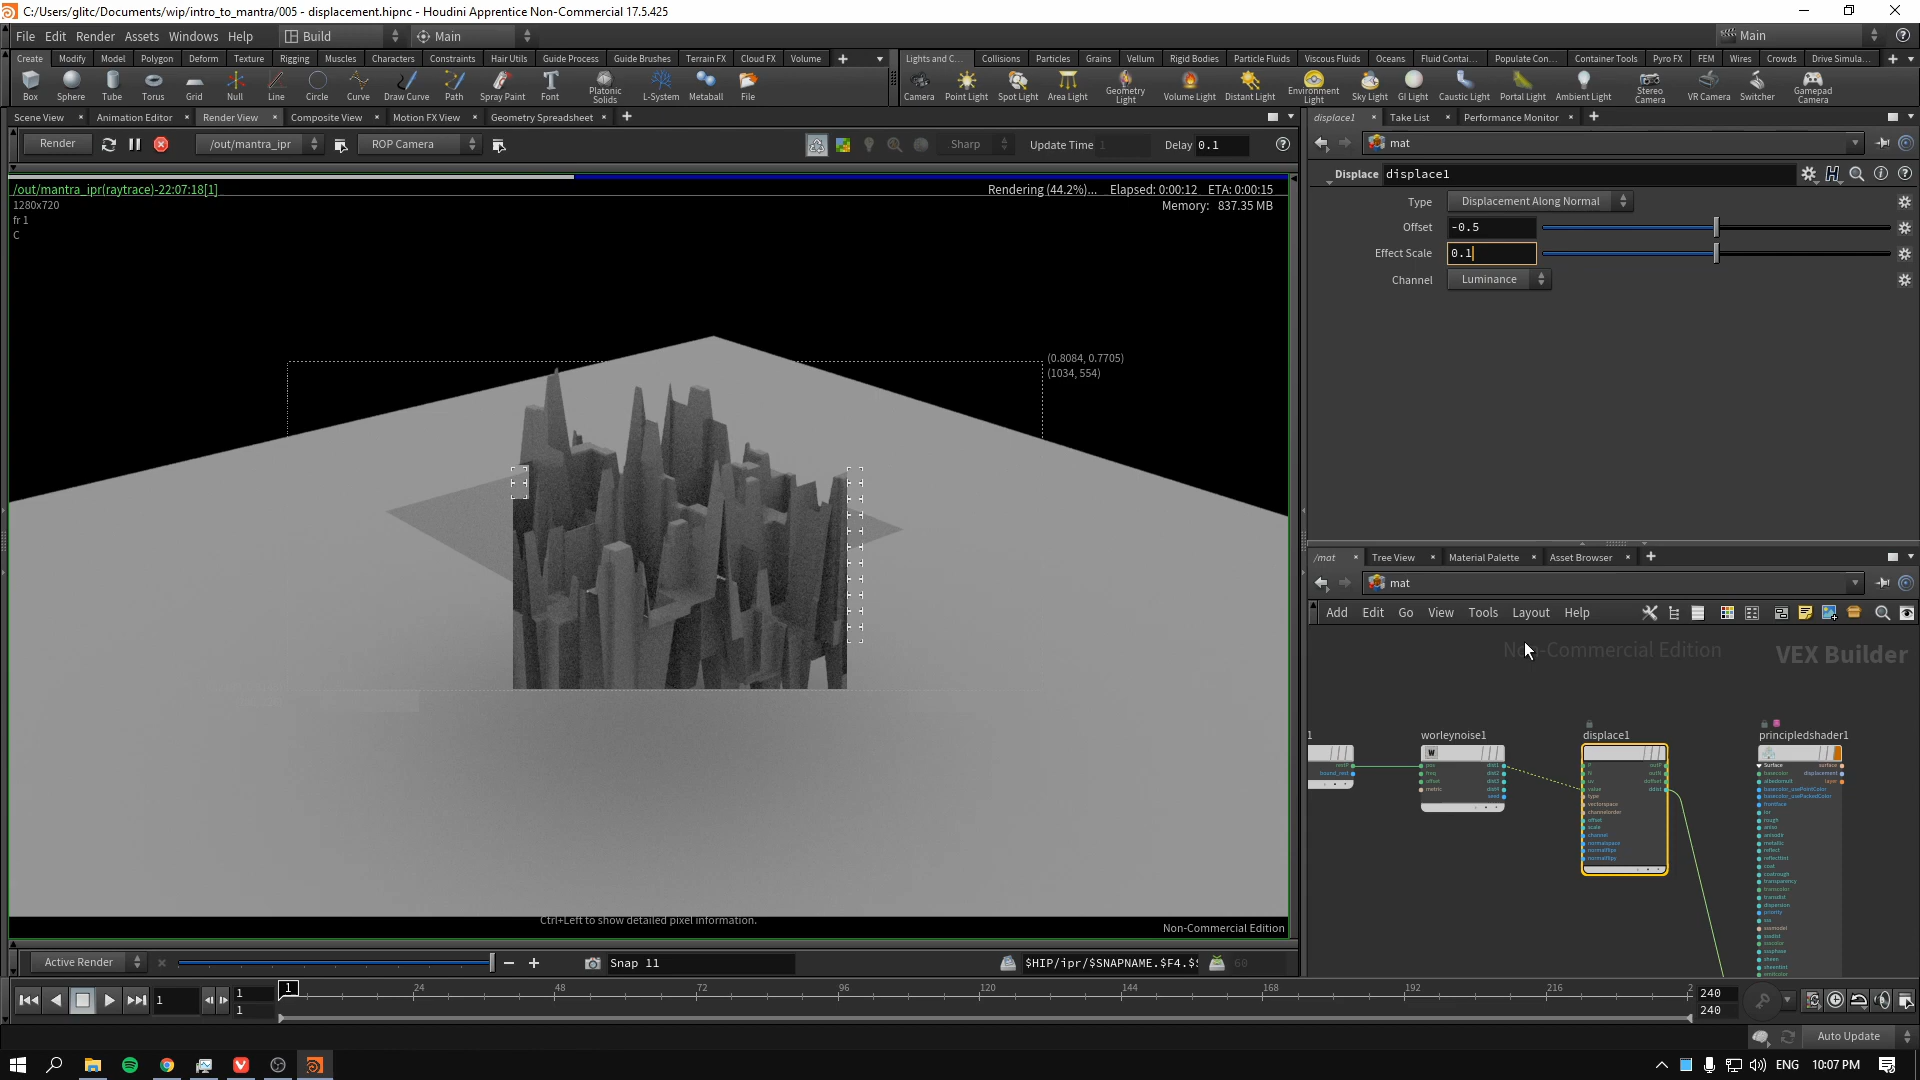 C:/Users/glitc/Documents/wip/intro_to_mantra/005 - displacement.hipnc - Houdini Apprentice Non-Commercial 17.5.425
File Edit Render Assets Windows Help Build Main Main
Create Modify Model Polygon Deform Texture Rigging Muscles Characters Constraints Hair Utils Guide Process Guide Brushes Terrain FX Cloud FX Volume
Lights and C... Collisions Particles Grains Vellum Rigid Bodies Particle Fluids Viscous Fluids Oceans Fluid Contai... Populate Con... Container Tools Pyro FX FEM Wires Crowds Drive Simula...
Box Sphere Tube Torus Grid Null Line Circle Curve Draw Curve Path Spray Paint Font Platonic Solids L-System Metaball File
Camera Point Light Spot Light Area Light Geometry Light Volume Light Distant Light Environment Light Sky Light GI Light Caustic Light Portal Light Ambient Light Stereo Camera VR Camera Switcher Gamepad Camera
Scene View Animation Editor Render View Composite View Motion FX View Geometry Spreadsheet
displace1 Take List Performance Monitor
Render /out/mantra_ipr ROP Camera Sharp Update Time 1 Delay 0.1
mat
/out/mantra_ipr(raytrace)-22:07:18[1]
Rendering (44.2%)... Elapsed: 0:00:12 ETA: 0:00:15
1280x720
Memory: 837.35 MB
fr 1
C
Displace displace1
Type Displacement Along Normal
Offset -0.5
Effect Scale 0.1
Channel Luminance
(0.8084, 0.7705)
(1034, 554)
/mat Tree View Material Palette Asset Browser
mat
Add Edit Go View Tools Layout Help
Non-Commercial Edition
VEX Builder
1 worleynoise1 displace1 principledshader1
Ctrl+Left to show detailed pixel information.
Non-Commercial Edition
Active Render Snap 11 $HIP/ipr/$SNAPNAME.$F4.$ 60
1 1 1 1 24 48 72 96 120 144 168 192 216 2 240
240
Auto Update
ENG 10:07 PM